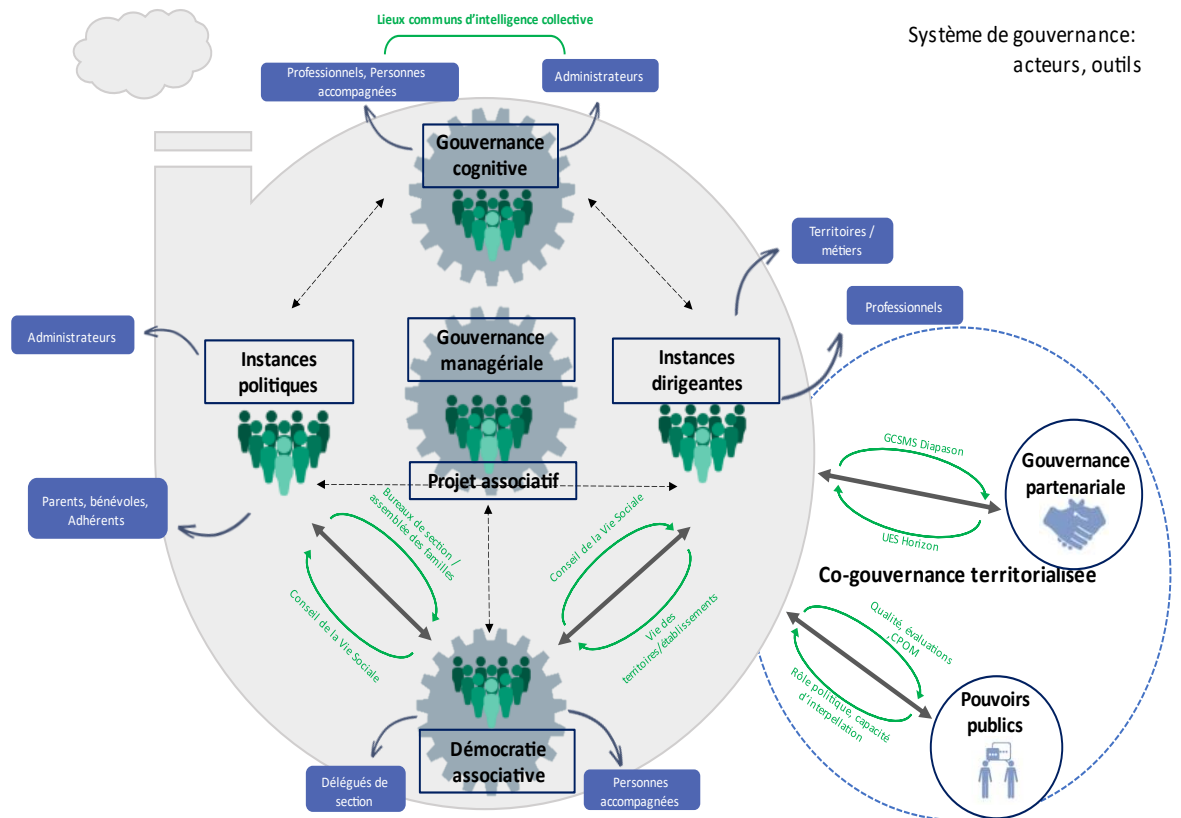 Lieux communs d'intelligence collective
Système de gouvernance:
acteurs, outils
Professionnels, Personnes
accompagnées
Administrateurs
Gouvernance
cognitive
Territoires /
métiers
Professionnels
Administrateurs
Instances
politiques
Gouvernance
managériale
Instances
dirigeantes
Projet associatif
Parents, bénévoles,
Adhérents
Bureaux de section /
assemblée des familles
Conseil de la Vie Sociale
Conseil de la Vie Sociale
Vie des
territoires/établissements
GCSMS Diapason
UES Horizon
Gouvernance
partenariale
Co-gouvernance territorialisée
Qualité, évaluations
,CPOM
Rôle politique, capacité
d'interpellation
Pouvoirs
publics
Démocratie
associative
Délégués de
section
Personnes
accompagnées